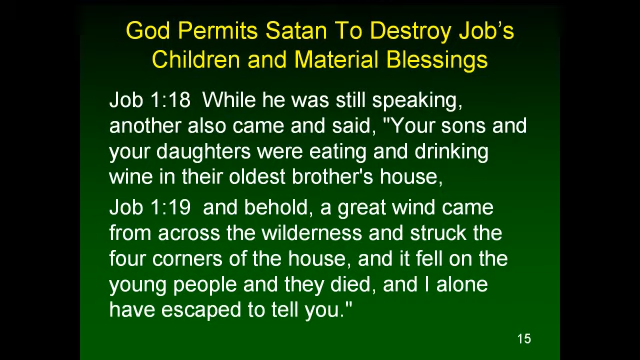 God Permits Satan To Destroy Job's
Children and Material Blessings
Job 1:18  While he was still speaking,
another also came and said, "Your sons and
your daughters were eating and drinking
wine in their oldest brother's house,
Job 1:19  and behold, a great wind came
from across the wilderness and struck the
four corners of the house, and it fell on the
young people and they died, and I alone
have escaped to tell you."
15